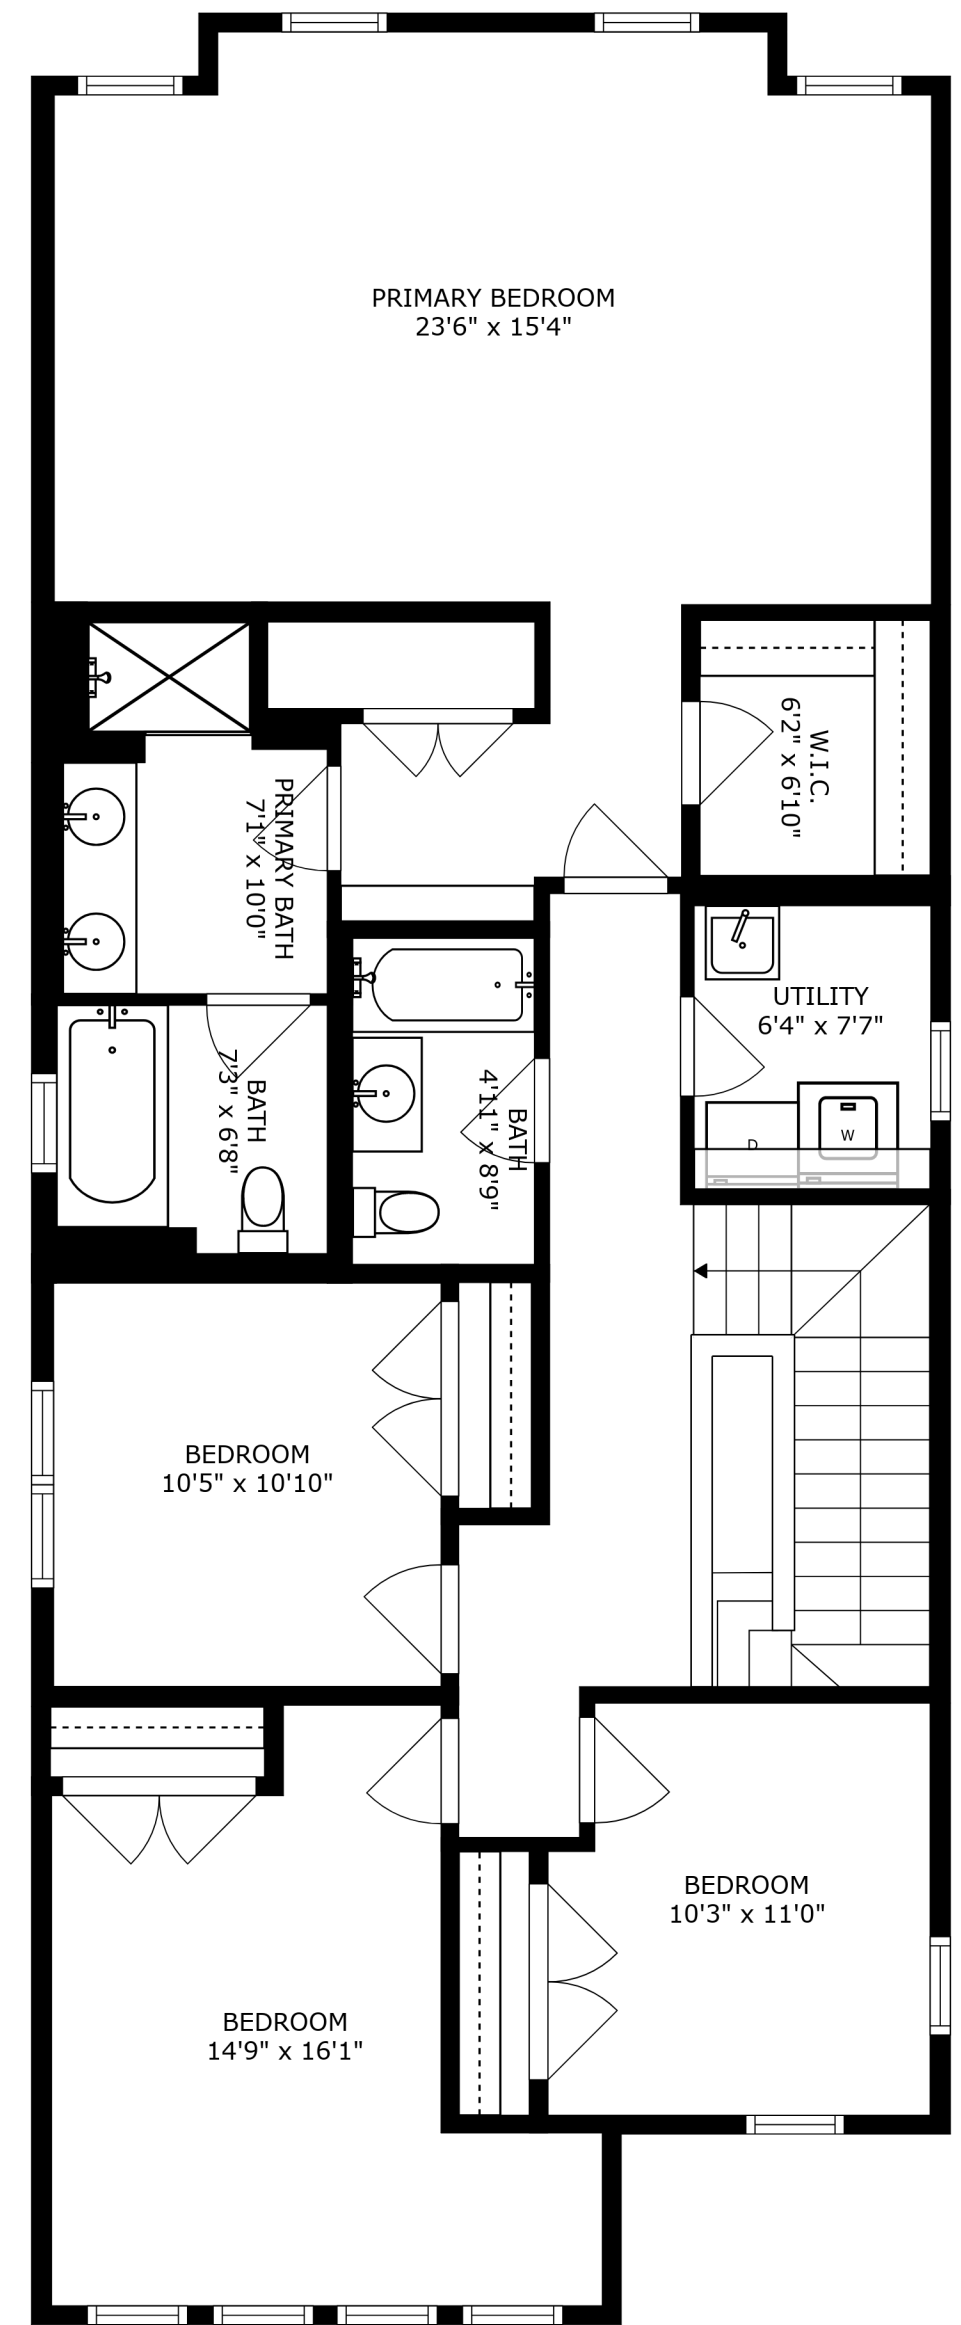 PRIMARY BEDROOM
23'6" x 15'4"
W.I.C.
6'2" x 6'10"
PRIMARY BATH
7'1" x 10'0"
UTILITY
6'4" x 7'7"
BATH
7'3" x 6'8"
BATH
4'11" x 8'9"
D
W
BEDROOM
10'5" x 10'10"
BEDROOM
10'3" x 11'0"
BEDROOM
14'9" x 16'1"